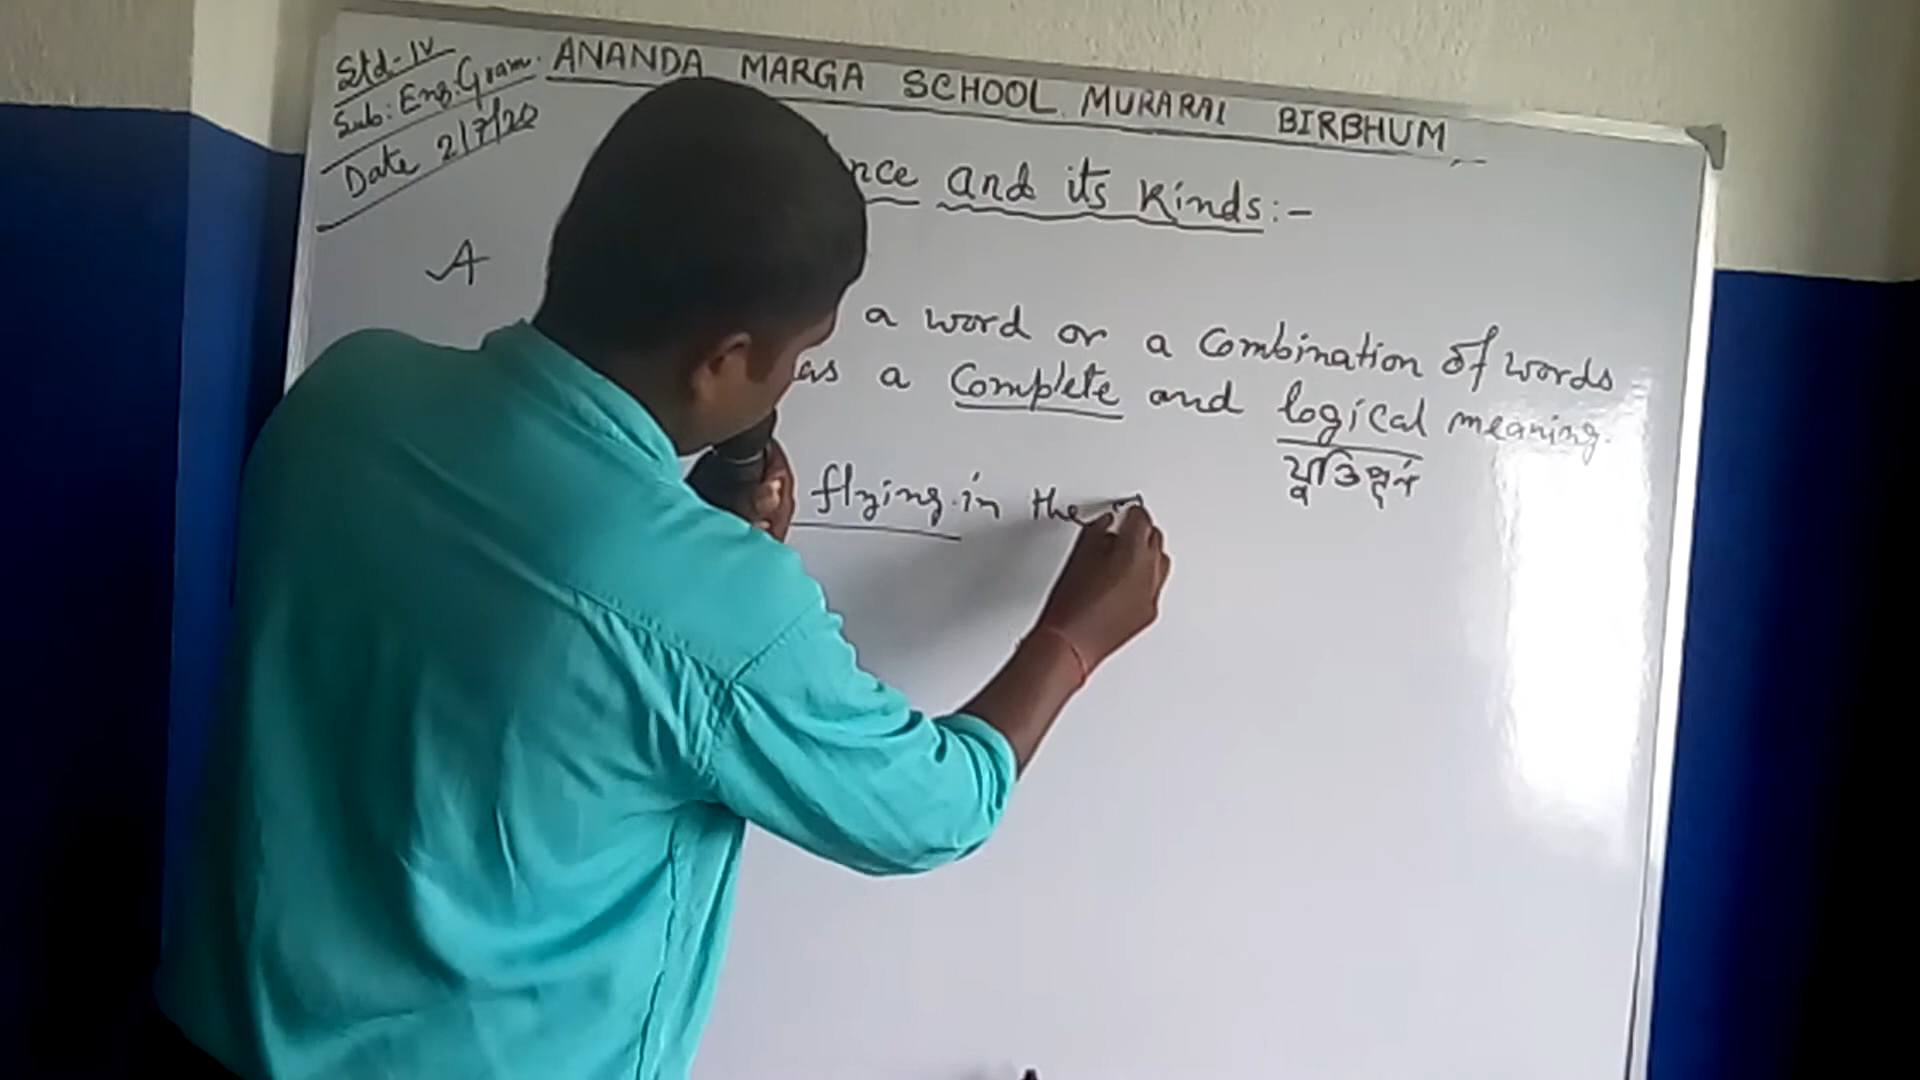 Std-IV
Sub: Eng. Gram.
Date 2/7/20
ANANDA MARGA SCHOOL MURARAI BIRBHUM
nce and its Kinds:-
A
a word or a combination of words
as a complete and logical meaning.
flying in the